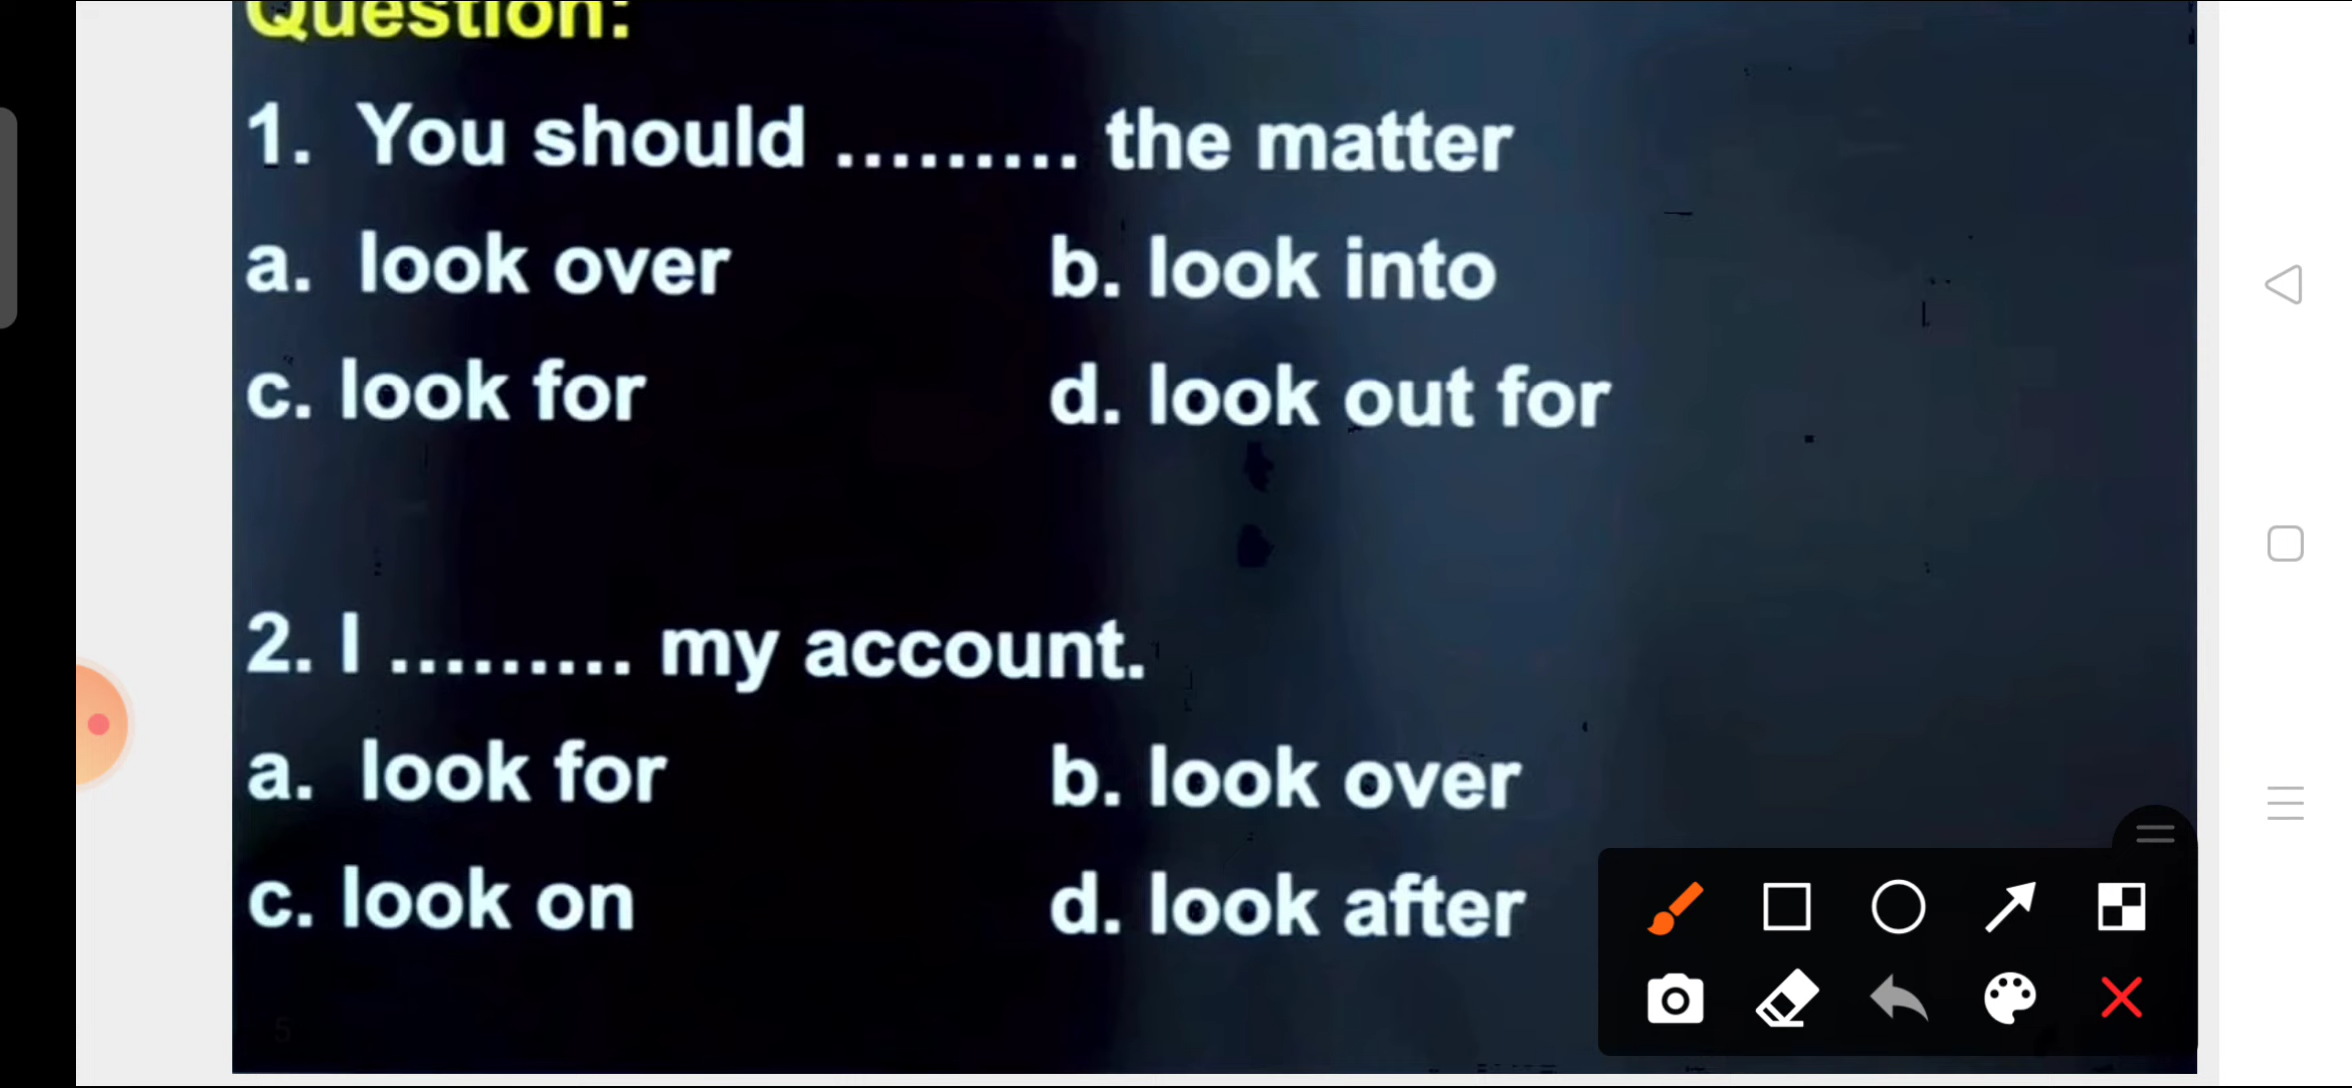 Question:
1. You should ......... the matter
a. look over b. look into
c. look for d. look out for
2. I ......... my account.
a. look for b. look over
c. look on d. look after
5